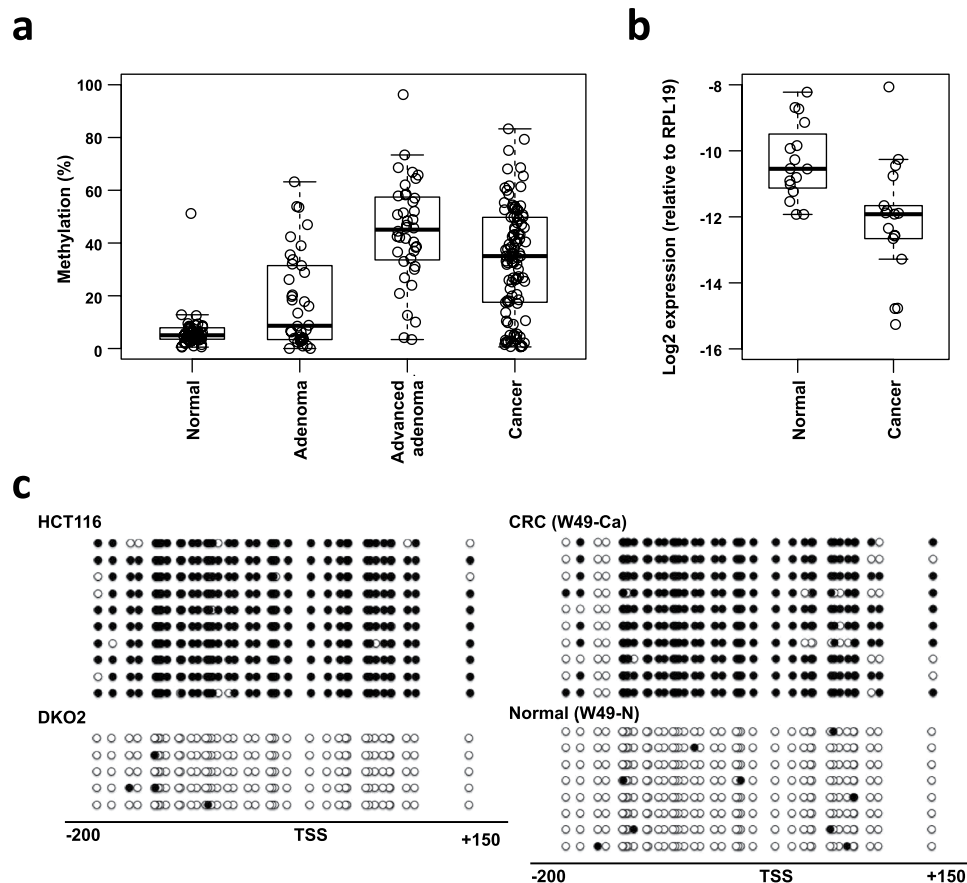 a
b
Methylation (%)
100
80
60
40
20
0
Normal
Adenoma
Advanced
adenoma
Cancer
Log2 expression (relative to RPL19)
-8
-10
-12
-14
-16
Normal
Cancer
c
HCT116
CRC (W49-Ca)
DKO2
Normal (W49-N)
-200
TSS
+150
-200
TSS
+150